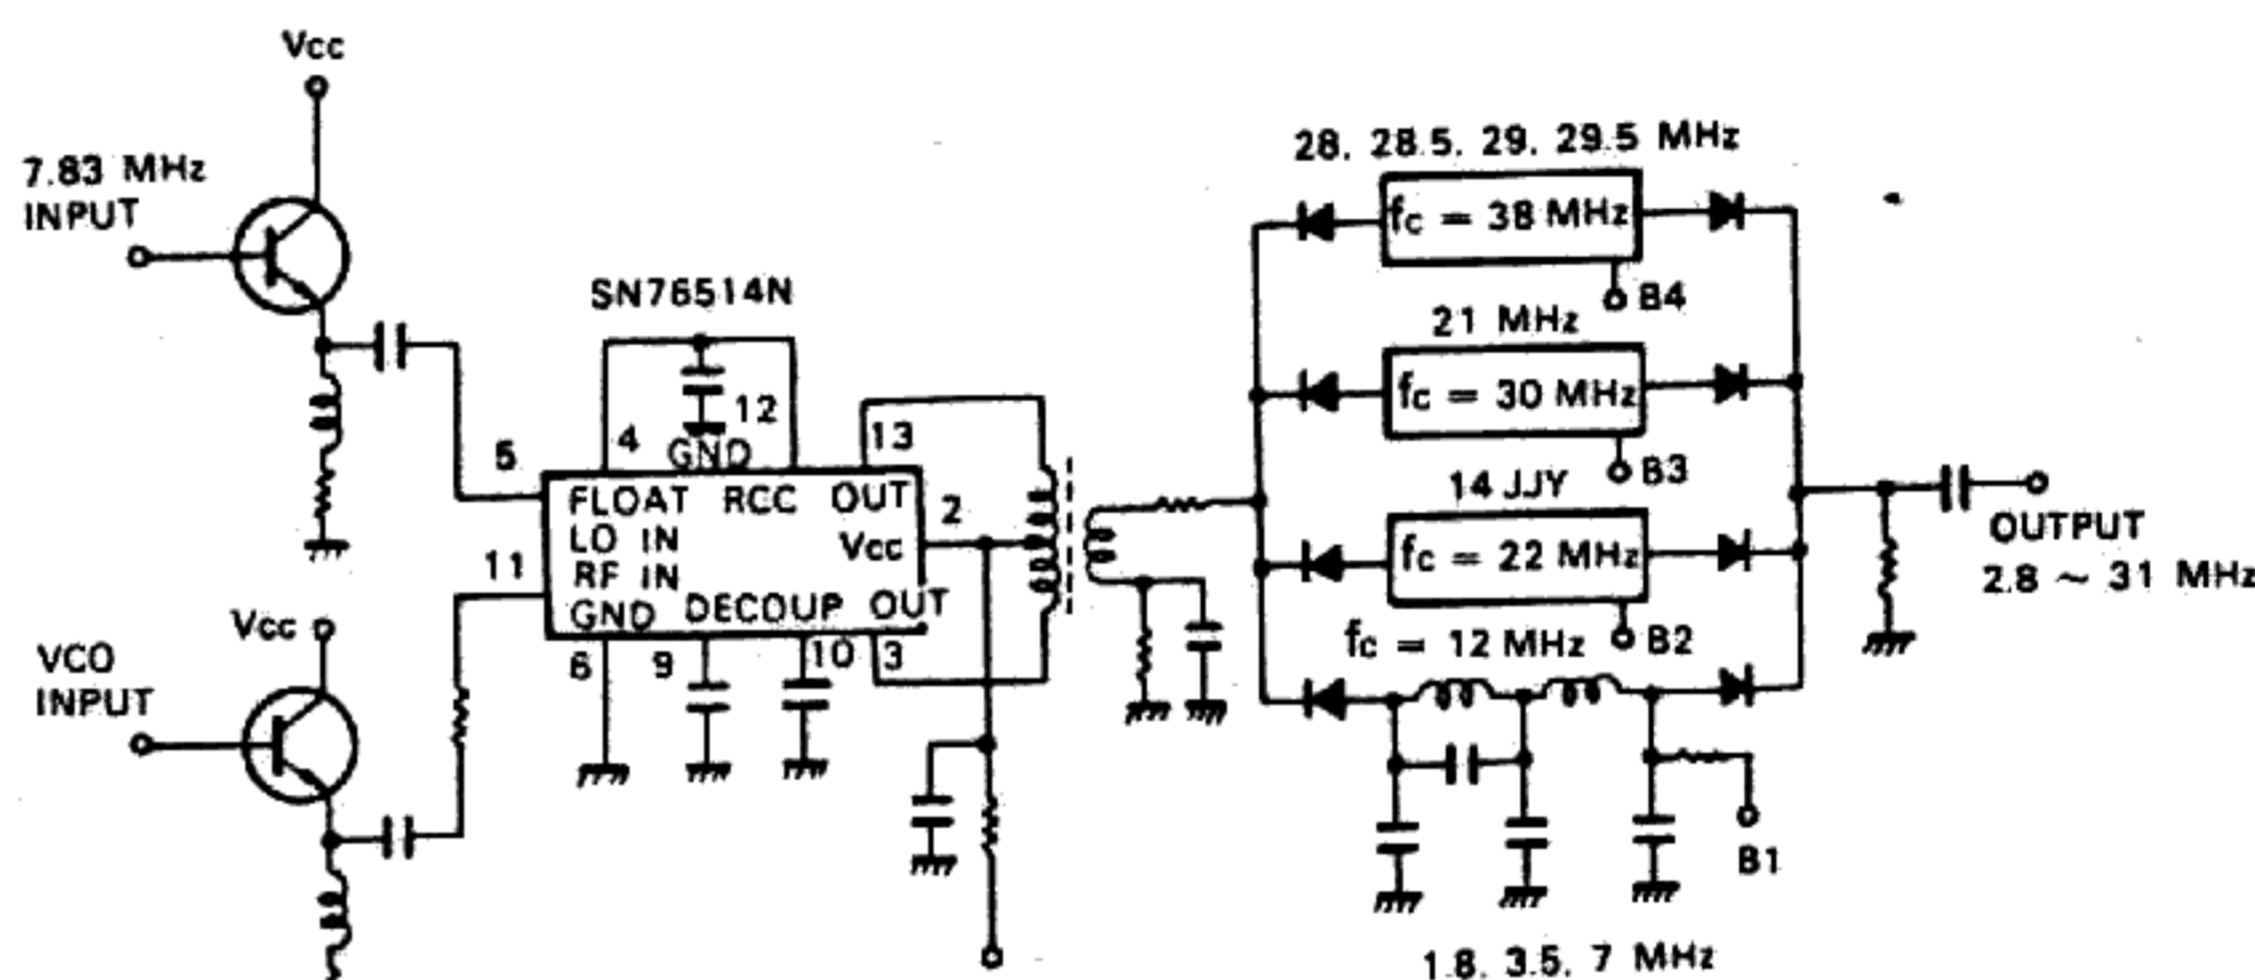 Vcc
7.83 MHz
INPUT
SN76514N
4
GND
12
13
5
FLOAT RCC OUT
LO IN
RF IN
GND
DECOUP
OUT
Vcc
2
11
6
9
10
3
Vcc
VCO
INPUT
28. 28.5. 29. 29.5 MHz
fc = 38 MHz
B4
21 MHz
fc = 30 MHz
B3
14 JJY
fc = 22 MHz
B2
fc = 12 MHz
B1
1.8. 3.5. 7 MHz
OUTPUT
2.8 ~ 31 MHz